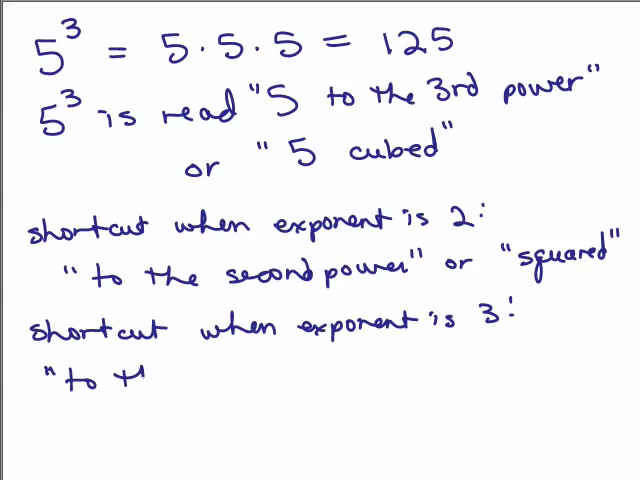 5³ = 5 · 5 · 5 = 125
5³ is read "5 to the 3rd power"
or "5 cubed"
shortcut when exponent is 2:
"to the second power" or "squared"
shortcut when exponent is 3:
"to th